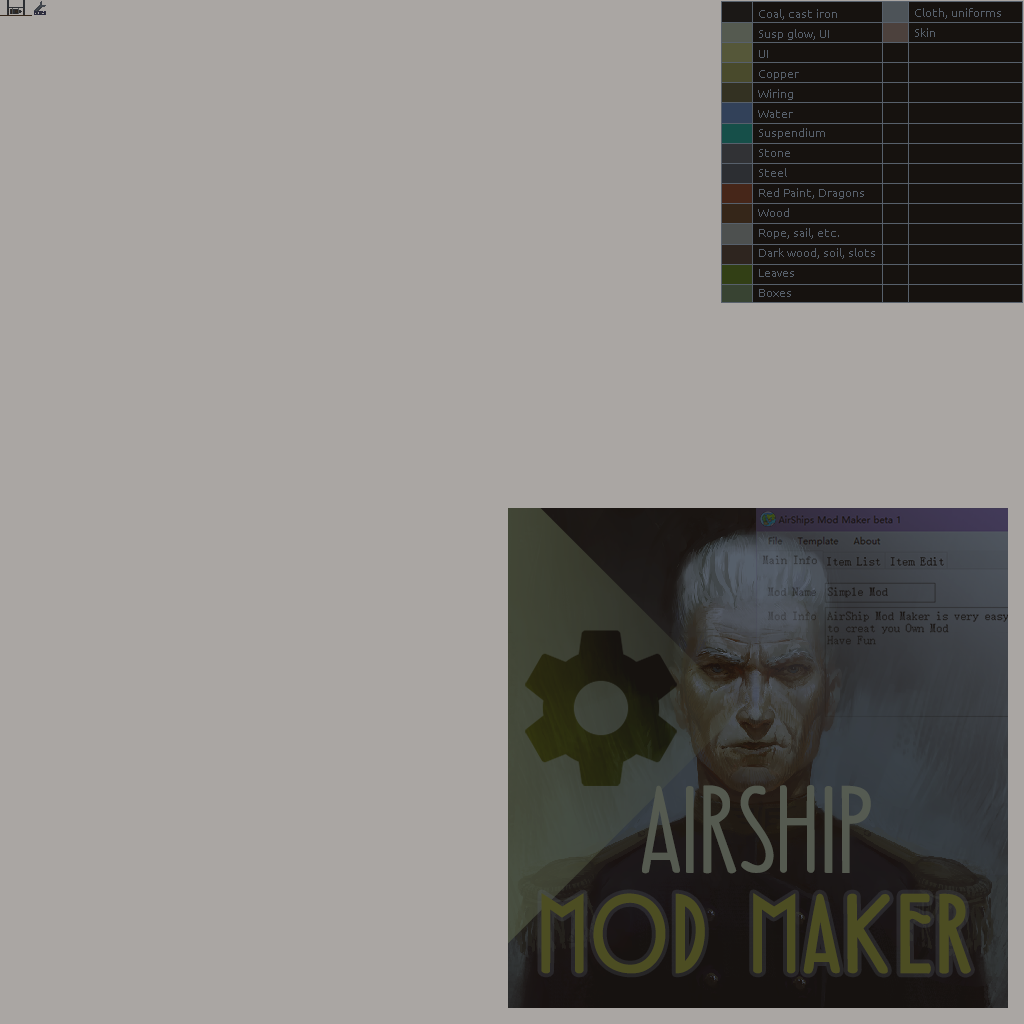 Coal, cast iron
Cloth, uniforms
Susp glow, UI
Skin
UI
Copper
Wiring
Water
Suspendium
Stone
Steel
Red Paint, Dragons
Wood
Rope, sail, etc.
Dark wood, soil, slots
Leaves
Boxes
AirShips Mod Maker beta 1
File Template About
Main Info Item List Item Edit
Mod Name Simple Mod
Mod Info AirShip Mod Maker is very easy
to creat you Own Mod
Have Fun
AIRSHIP
MOD MAKER